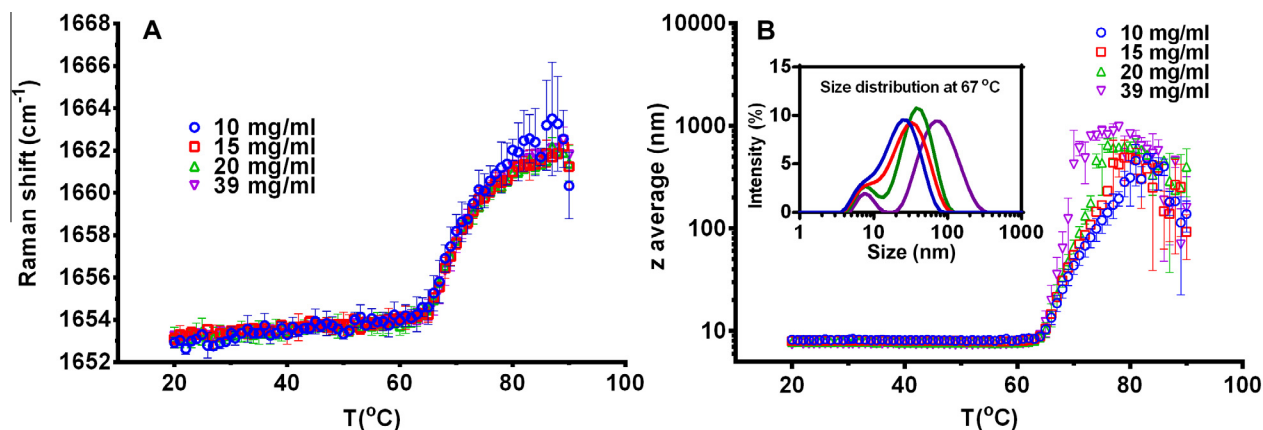 A
Raman shift (cm⁻¹)
1668
1666
1664
1662
1660
1658
1656
1654
1652
10 mg/ml
15 mg/ml
20 mg/ml
39 mg/ml
20 40 60 80 100
T(°C)
B
z average (nm)
10000
1000
100
10
10 mg/ml
15 mg/ml
20 mg/ml
39 mg/ml
Size distribution at 67 °C
Intensity (%)
15
10
5
0
1 10 100 1000
Size (nm)
20 40 60 80 100
T(°C)